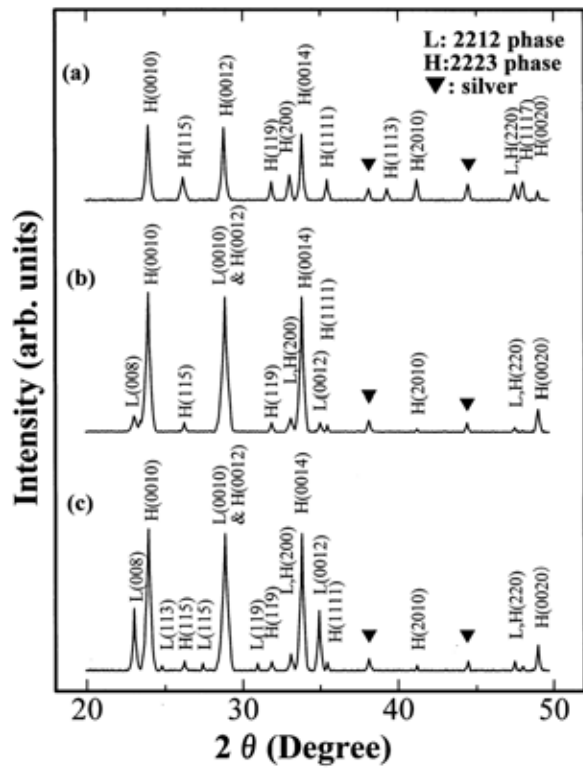 L: 2212 phase
H:2223 phase
▼: silver
(a)
H(0010)
H(115)
H(0012)
H(119)
H(200)
H(0014)
H(1111)
▼
H(1113)
H(2010)
▼
L,H(220)
H(1117)
H(0020)
(b)
L(008)
H(0010)
H(115)
L(0010)
& H(0012)
H(119)
L,H(200)
H(0014)
L(0012)
H(1111)
▼
H(2010)
▼
L,H(220)
H(0020)
(c)
L(008)
H(0010)
L(113)
H(115)
L(115)
L(0010)
& H(0012)
L(119)
H(119)
L,H(200)
H(0014)
L(0012)
H(1111)
▼
H(2010)
▼
L,H(220)
H(0020)
Intensity (arb. units)
20 30 40 50
2 θ (Degree)